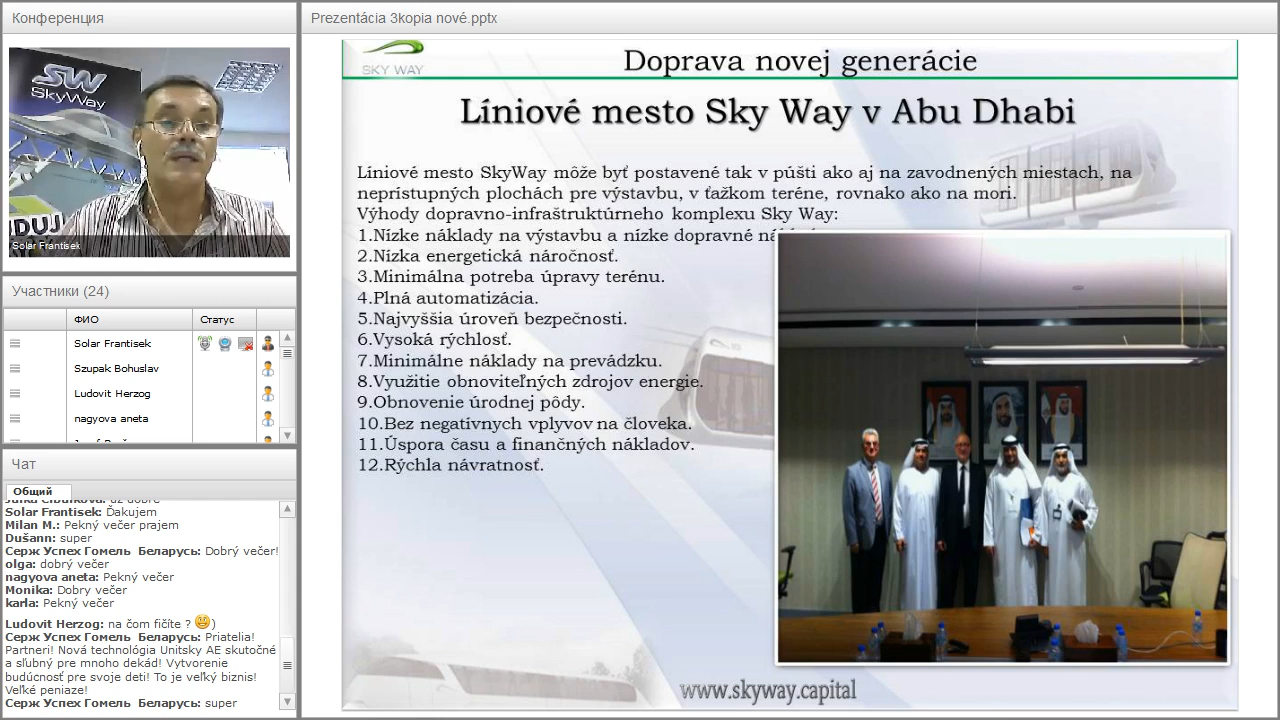 Конференция
SW
SkyWay
DUJ
Solar Frantisek
Участники (24)
ФИО
Статус
Solar Frantisek
Szupak Bohuslav
Ludovit Herzog
nagyova aneta
Чат
Общий
Solar Frantisek: Ďakujem
Milan M.: Pekný večer prajem
Dušann: super
Серж Успех Гомель Беларусь: Dobrý večer!
olga: dobrý večer
nagyova aneta: Pekný večer
Monika: Dobry večer
karla: Pekný večer
Ludovit Herzog: na čom fičíte ? )
Серж Успех Гомель Беларусь: Priatelia!
Partneri! Nová technológia Unitsky AE skutočné
a sľubný pre mnoho dekád! Vytvorenie
budúcnosť pre svoje deti! To je veľký biznis!
Veľké peniaze!
Серж Успех Гомель Беларусь: super
Prezentácia 3kopia nové.pptx
SKY WAY
Doprava novej generácie
Líniové mesto Sky Way v Abu Dhabi
Líniové mesto SkyWay môže byť postavené tak v púšti ako aj na zavodnených miestach, na
neprístupných plochách pre výstavbu, v ťažkom teréne, rovnako ako na mori.
Výhody dopravno-infraštruktúrneho komplexu Sky Way:
1.Nízke náklady na výstavbu a nízke dopravné
2.Nízka energetická náročnosť.
3.Minimálna potreba úpravy terénu.
4.Plná automatizácia.
5.Najvyššia úroveň bezpečnosti.
6.Vysoká rýchlosť.
7.Minimálne náklady na prevádzku.
8.Využitie obnoviteľných zdrojov energie.
9.Obnovenie úrodnej pôdy.
10.Bez negatívnych vplyvov na človeka.
11.Úspora času a finančných nákladov.
12.Rýchla návratnosť.
www.skyway.capital